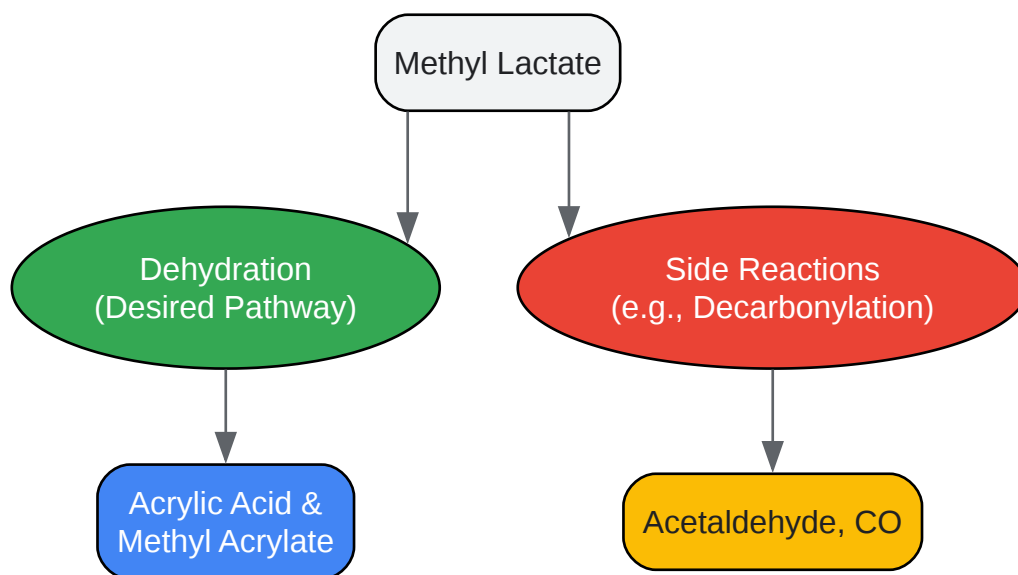 Methyl Lactate
Dehydration
(Desired Pathway)
Side Reactions
(e.g., Decarbonylation)
Acrylic Acid &
Methyl Acrylate
Acetaldehyde, CO